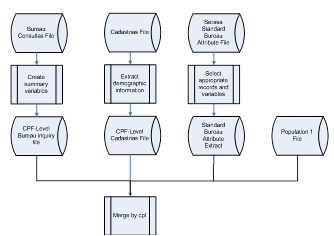 Bureau
Consultas File
Cadastras File
Serasa
Standard
Bureau
Attribute File
Create
summary
variables
Extract
demographic
information
Select
appropriate
records and
variables
CPF-Level
Bureau inquiry
file
CPF-Level
Cadastras File
Standard
Bureau
Attribute
Extract
Population 1
File
Merge by cpf